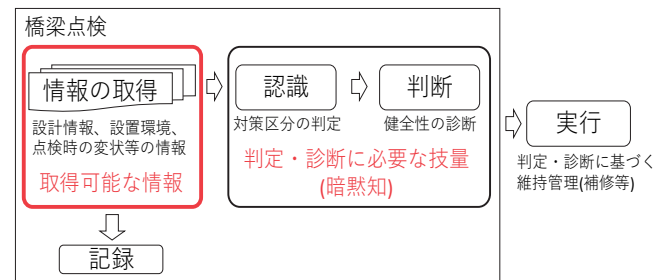 橋梁点検
情報の取得
設計情報、設置環境、
点検時の変状等の情報
取得可能な情報
記録
認識
対策区分の判定
判断
健全性の診断
判定・診断に必要な技量
(暗黙知)
実行
判定・診断に基づく
維持管理(補修等)